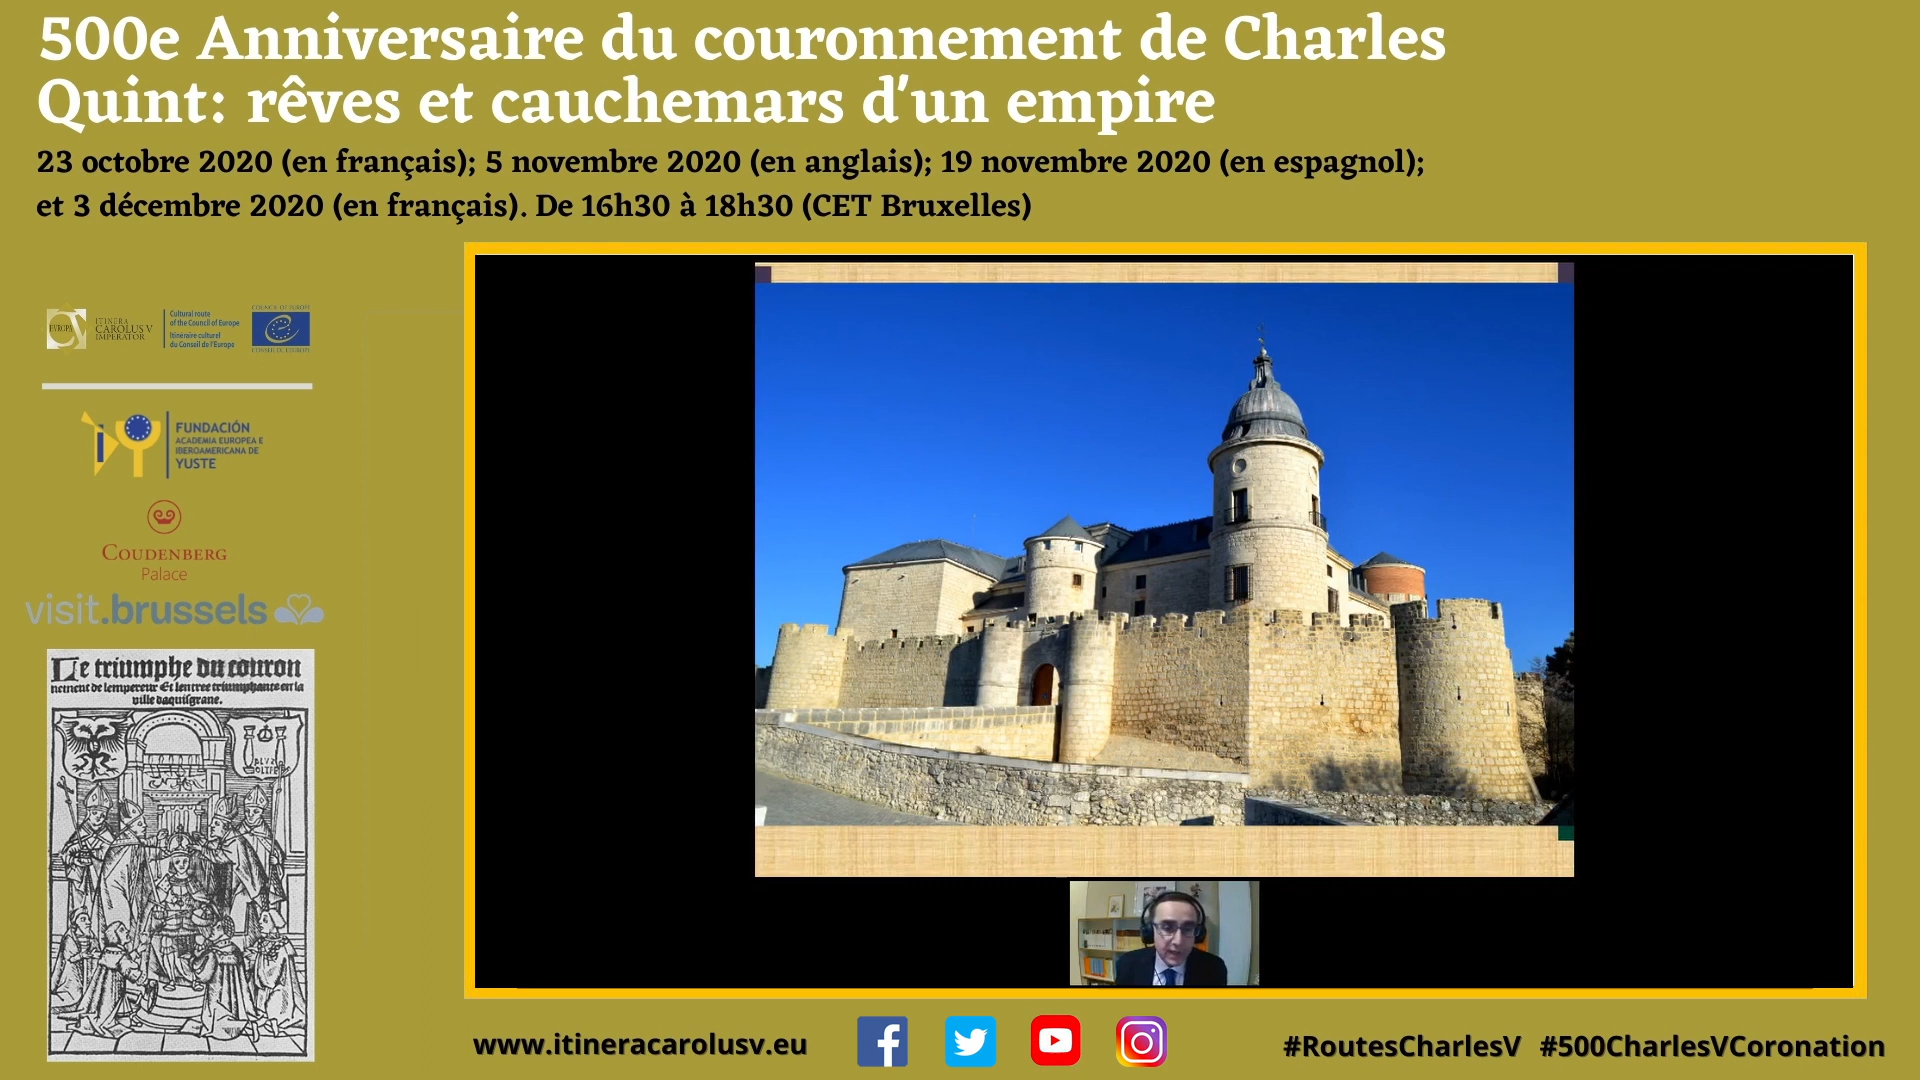 500e Anniversaire du couronnement de Charles
Quint: rêves et cauchemars d'un empire
23 octobre 2020 (en français); 5 novembre 2020 (en anglais); 19 novembre 2020 (en espagnol);
et 3 décembre 2020 (en français). De 16h30 à 18h30 (CET Bruxelles)
EVROPA
ITINERA
CAROLUS V
IMPERATOR
Cultural route
of the Council of Europe
Itinéraire culturel
du Conseil de l'Europe
COUNCIL OF EUROPE
CONSEIL DE L'EUROPE
FUNDACIÓN
ACADEMIA EUROPEA E
IBEROAMERICANA DE
YUSTE
COUDENBERG
Palace
visit.brussels
Le triumphe du couron
nement de lempereur Et lentree triumphante en la
ville daquisgrane.
PLVS
OLTRE
www.itineracarolusv.eu
#RoutesCharlesV #500CharlesVCoronation